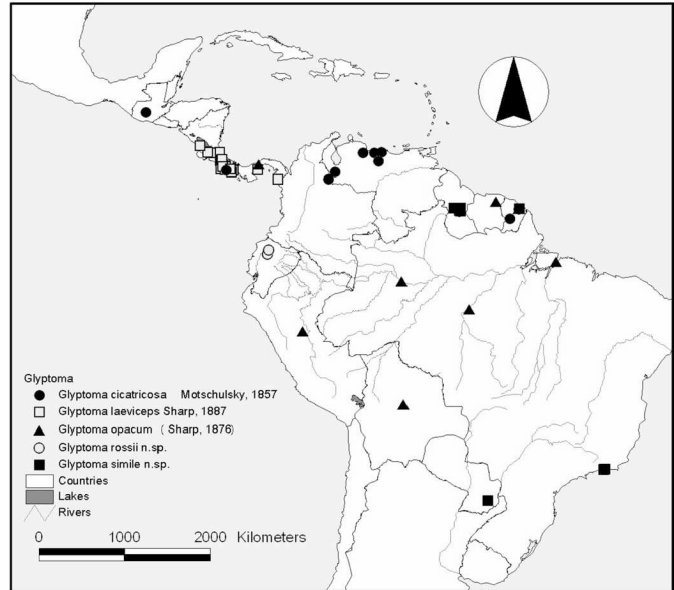 Glyptoma
Glyptoma cicatricosa Motschulsky, 1857
Glyptoma laeviceps Sharp, 1887
Glyptoma opacum ( Sharp, 1876)
Glyptoma rossii n.sp.
Glyptoma simile n.sp.
Countries
Lakes
Rivers
0 1000 2000 Kilometers